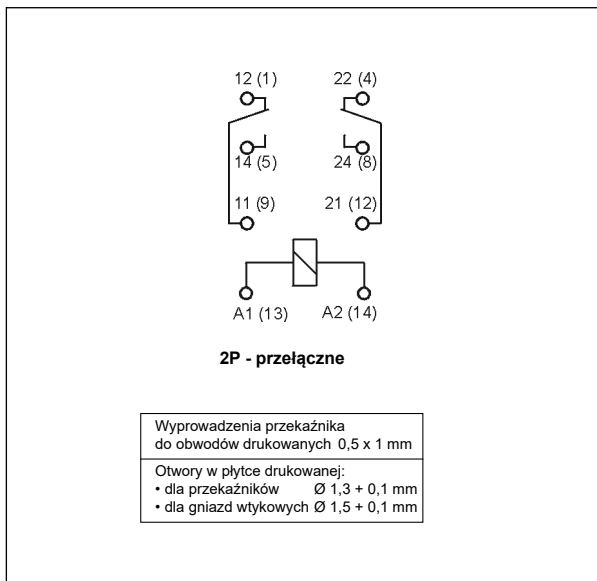 12 (1) 22 (4)
14 (5) 24 (8)
11 (9) 21 (12)
A1 (13) A2 (14)
2P - przełączne
Wyprowadzenia przekaźnika
do obwodów drukowanych 0,5 x 1 mm
Otwory w płytce drukowanej:
• dla przekaźników Ø 1,3 + 0,1 mm
• dla gniazd wtykowych Ø 1,5 + 0,1 mm